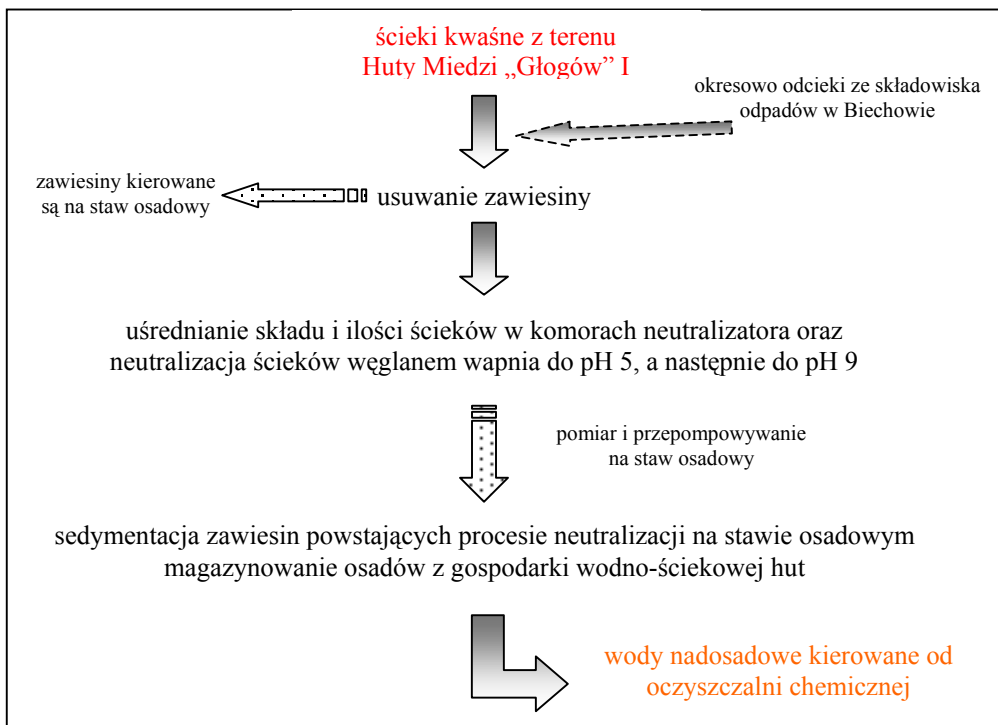 ścieki kwaśne z terenu
Huty Miedzi „Głogów” I
okresowo odcieki ze składowiska
odpadów w Biechowie
zawiesiny kierowane
są na staw osadowy
usuwanie zawiesiny
uśrednianie składu i ilości ścieków w komorach neutralizatora oraz
neutralizacja ścieków węglanem wapnia do pH 5, a następnie do pH 9
pomiar i przepompowywanie
na staw osadowy
sedymentacja zawiesin powstających procesie neutralizacji na stawie osadowym
magazynowanie osadów z gospodarki wodno-ściekowej hut
wody nadosadowe kierowane od
oczyszczalni chemicznej